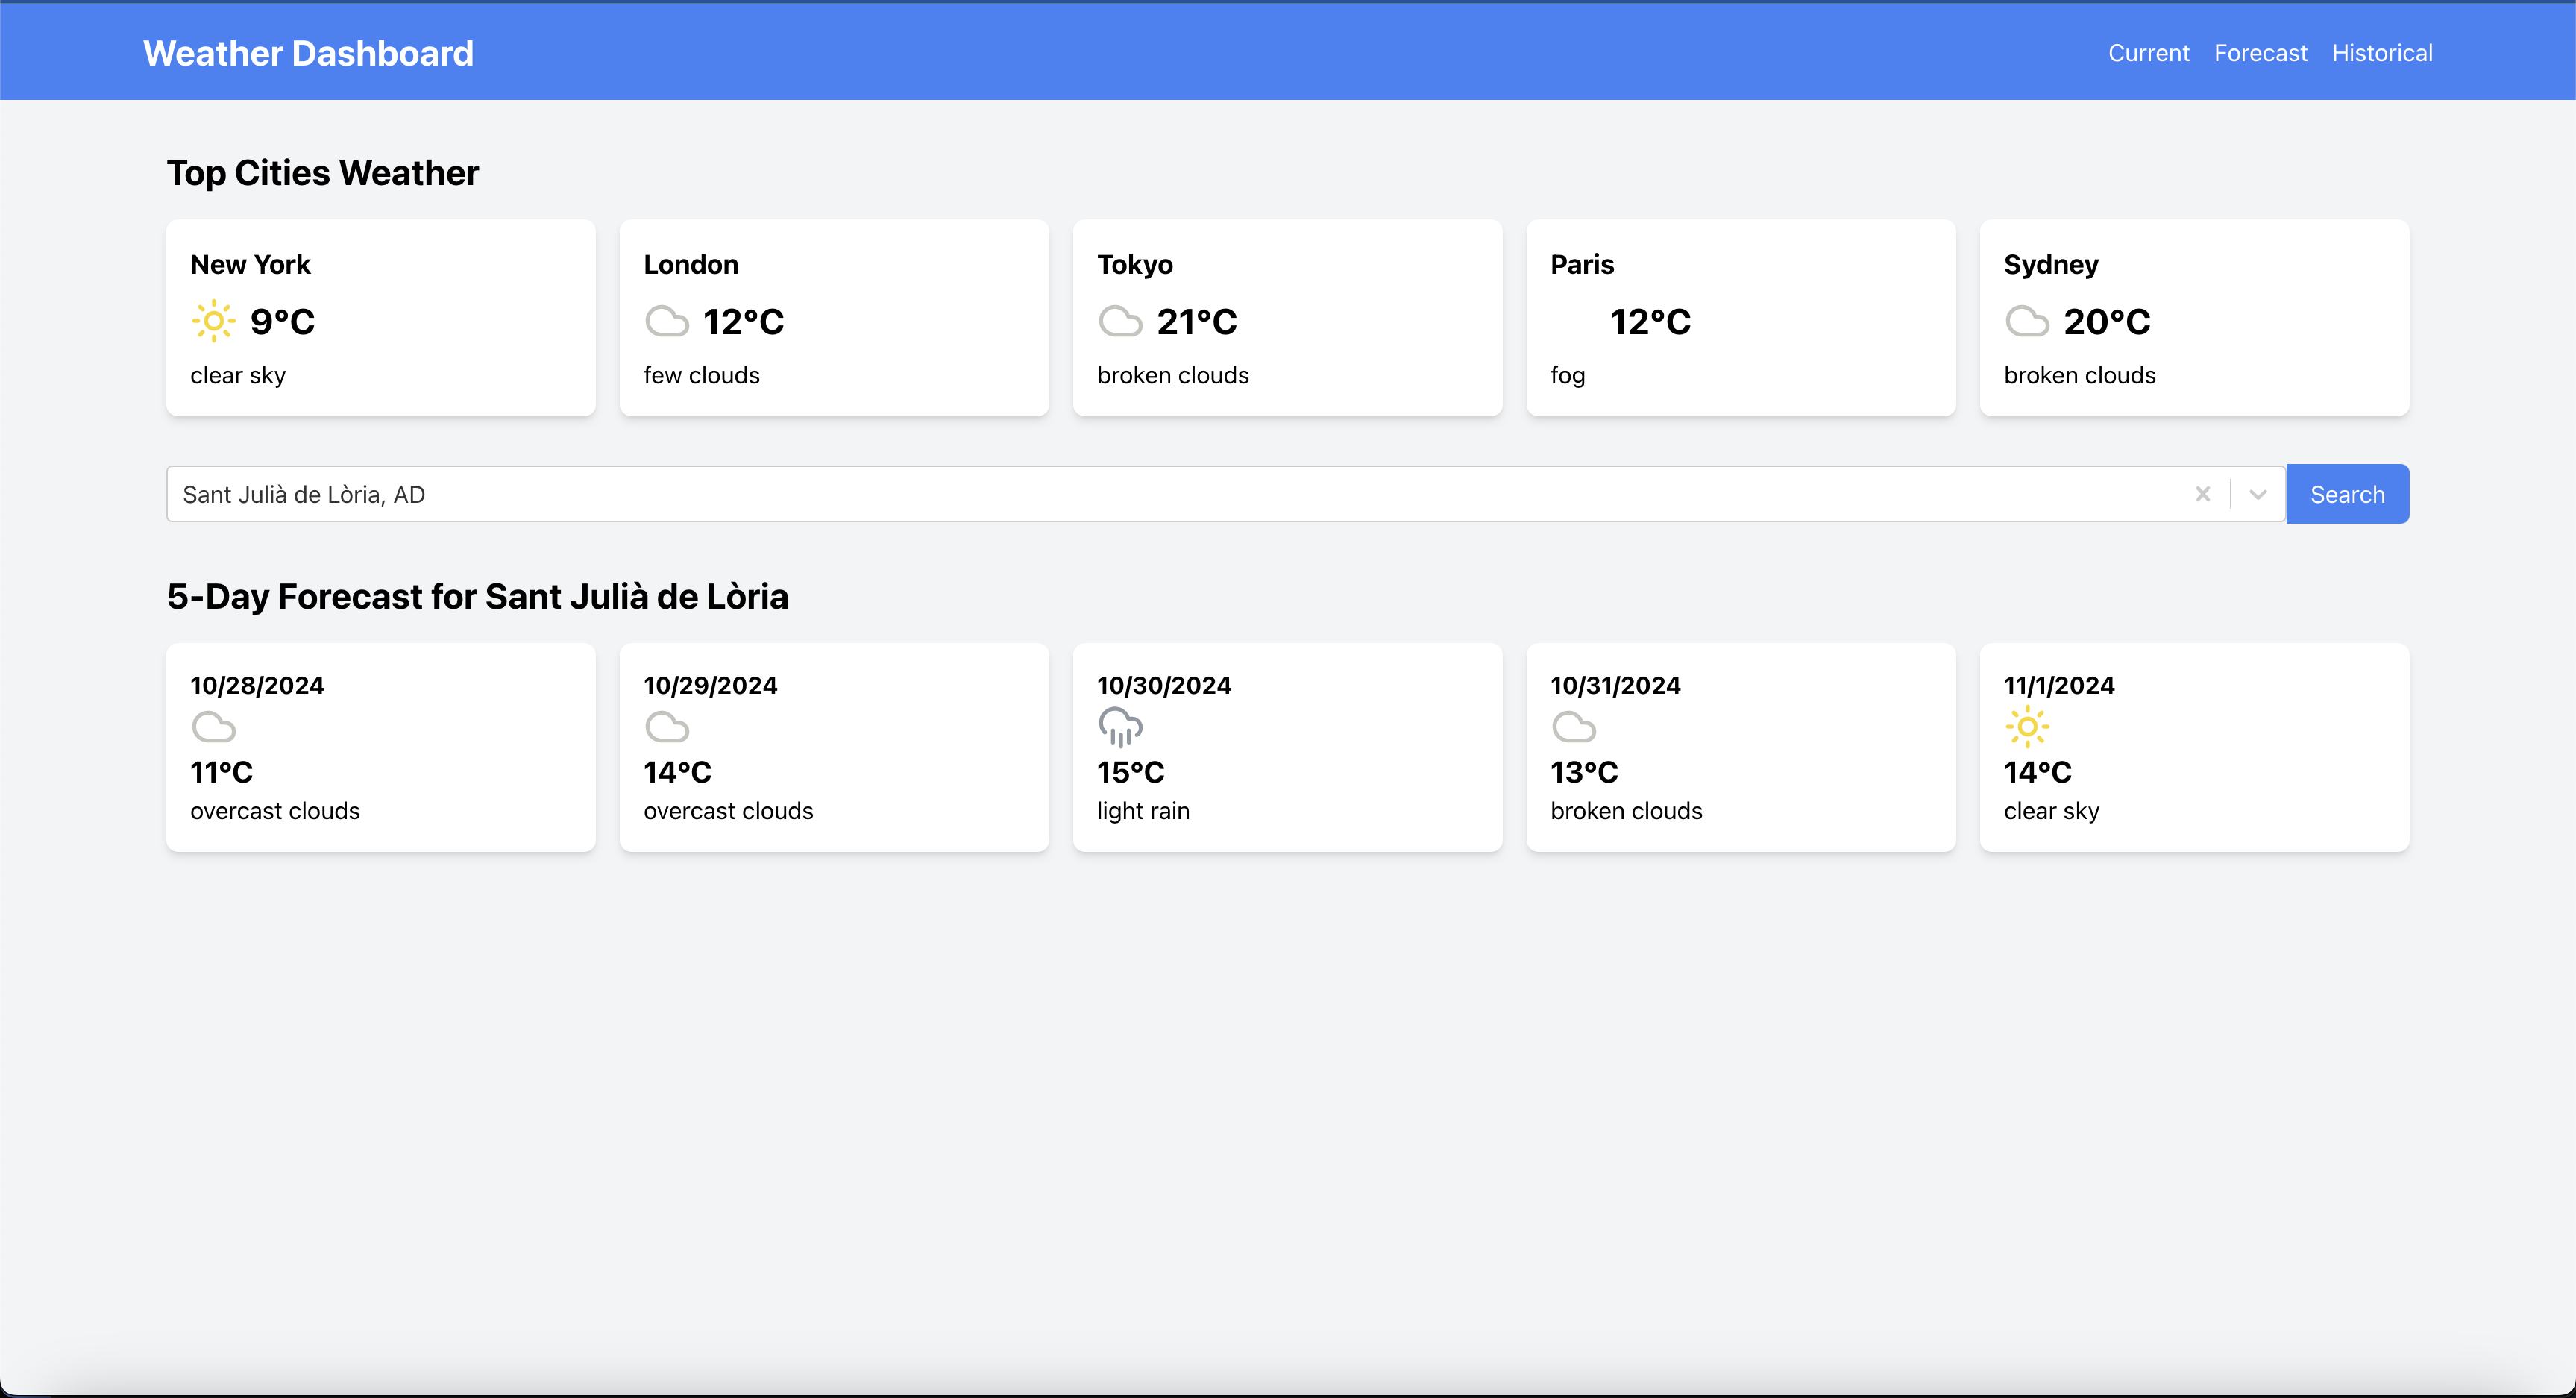 Weather Dashboard
Current Forecast Historical
Top Cities Weather
New York
9°C
clear sky
London
12°C
few clouds
Tokyo
21°C
broken clouds
Paris
12°C
fog
Sydney
20°C
broken clouds
Sant Julià de Lòria, AD
Search
5-Day Forecast for Sant Julià de Lòria
10/28/2024
11°C
overcast clouds
10/29/2024
14°C
overcast clouds
10/30/2024
15°C
light rain
10/31/2024
13°C
broken clouds
11/1/2024
14°C
clear sky